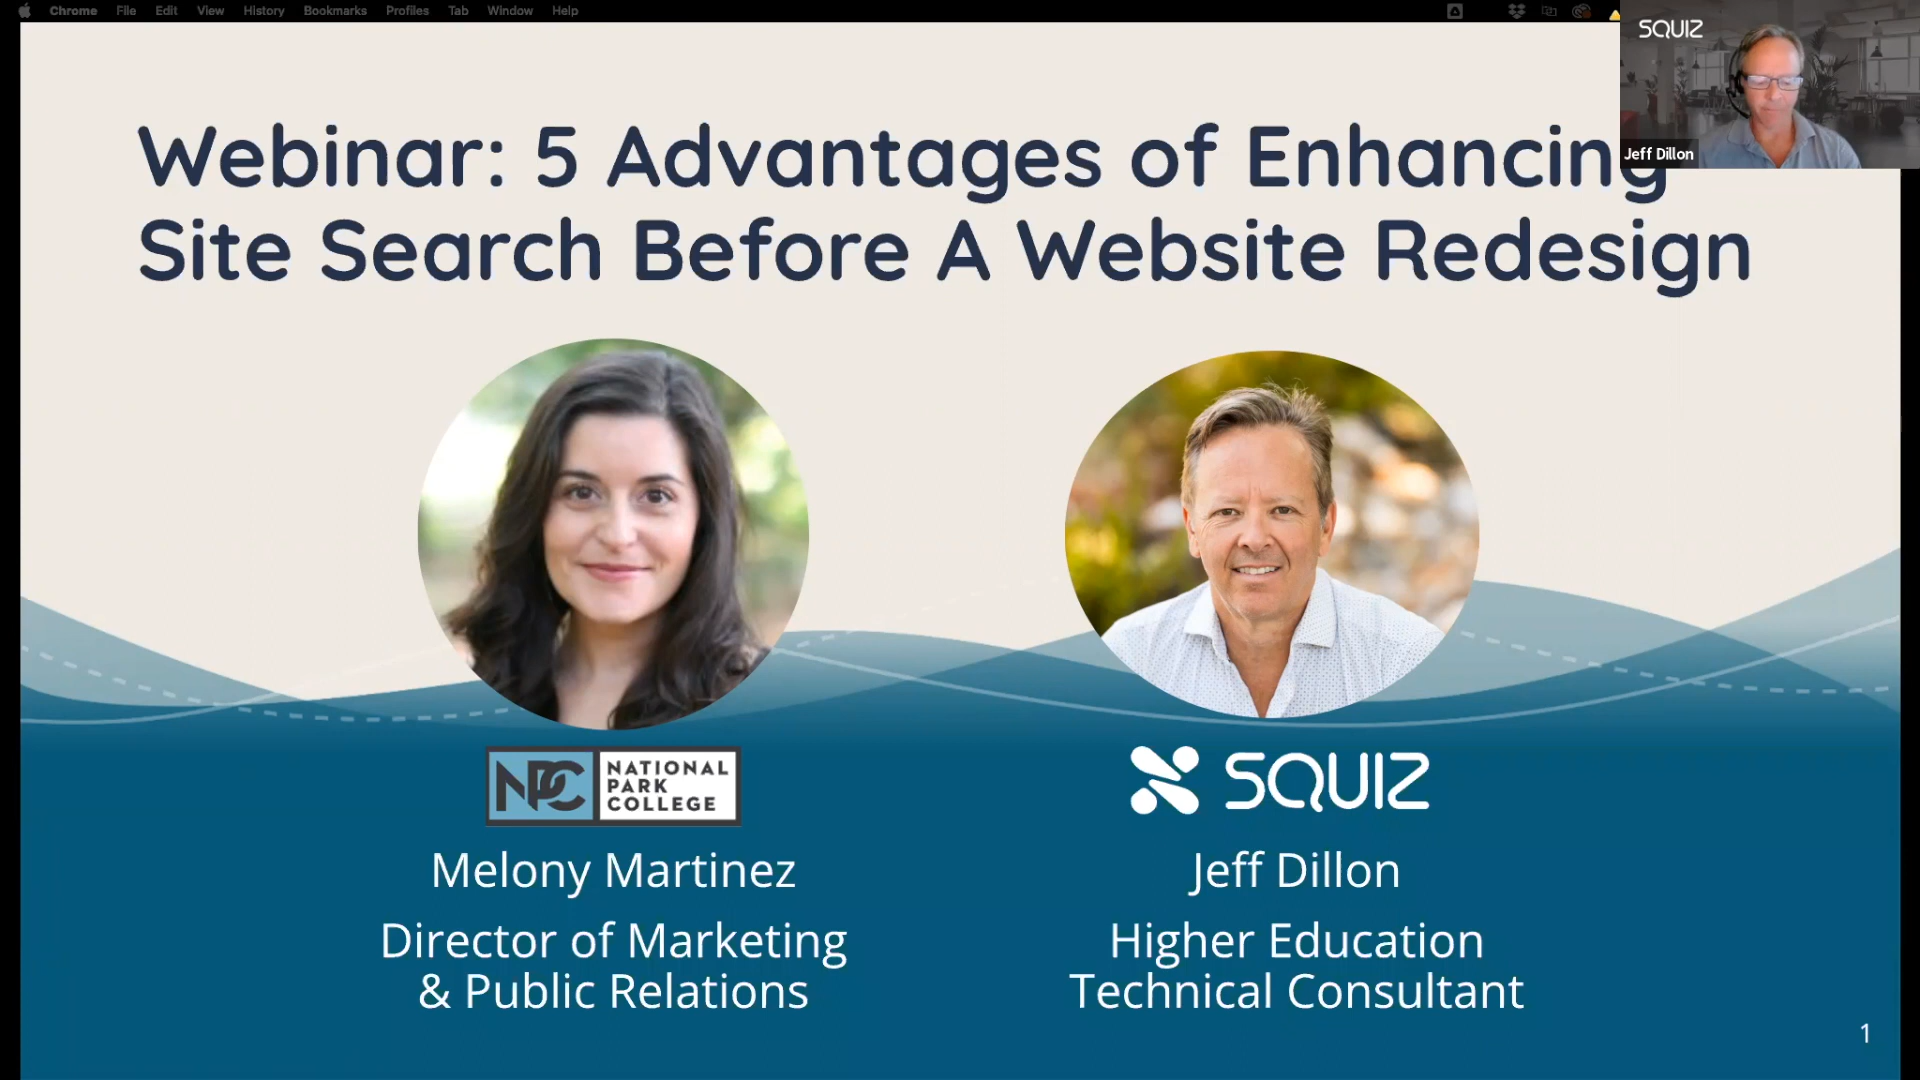 Chrome File Edit View History Bookmarks Profiles Tab Window Help
SQUIZ
Jeff Dillon
Webinar: 5 Advantages of Enhancing
Site Search Before A Website Redesign
NPC
NATIONAL
PARK
COLLEGE
SQUIZ
Melony Martinez
Director of Marketing
& Public Relations
Jeff Dillon
Higher Education
Technical Consultant
1